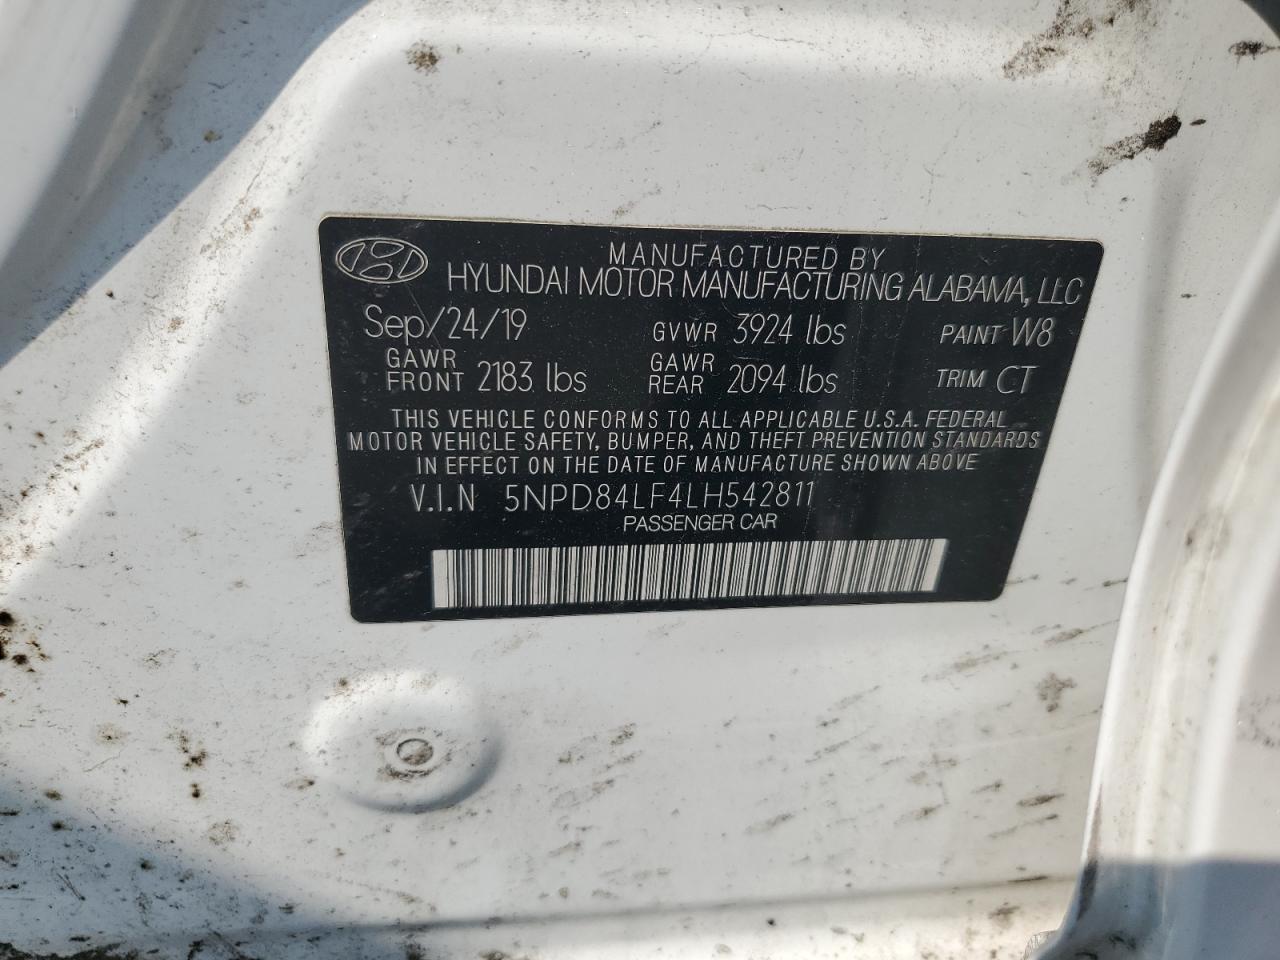 MANUFACTURED BY
HYUNDAI MOTOR MANUFACTURING ALABAMA, LLC
Sep/24/19 GVWR 3924 lbs PAINT W8
GAWR FRONT 2183 lbs GAWR REAR 2094 lbs TRIM CT
THIS VEHICLE CONFORMS TO ALL APPLICABLE U.S.A. FEDERAL
MOTOR VEHICLE SAFETY, BUMPER, AND THEFT PREVENTION STANDARDS
IN EFFECT ON THE DATE OF MANUFACTURE SHOWN ABOVE
V.I.N 5NPD84LF4LH542811
PASSENGER CAR